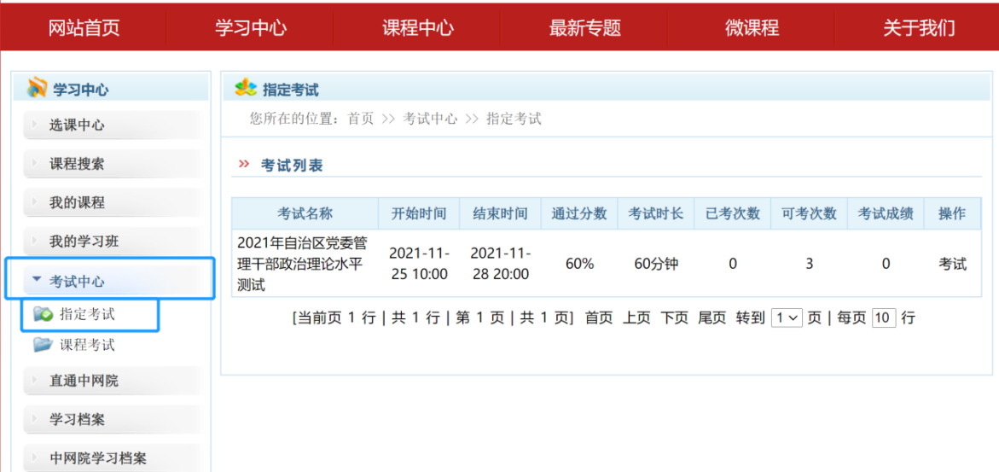 网站首页 学习中心 课程中心 最新专题 微课程 关于我们
学习中心
选课中心
课程搜索
我的课程
我的学习班
考试中心
指定考试
课程考试
直通中网院
学习档案
中网院学习档案
指定考试
您所在的位置：首页 >> 考试中心 >> 指定考试
>> 考试列表
考试名称 开始时间 结束时间 通过分数 考试时长 已考次数 可考次数 考试成绩 操作
2021年自治区党委管
理干部政治理论水平
测试
2021-11-
25 10:00
2021-11-
28 20:00
60%
60分钟
0
3
0
考试
[当前页 1 行 | 共 1 行 | 第 1 页 | 共 1 页] 首页 上页 下页 尾页 转到 1 页 | 每页 10 行